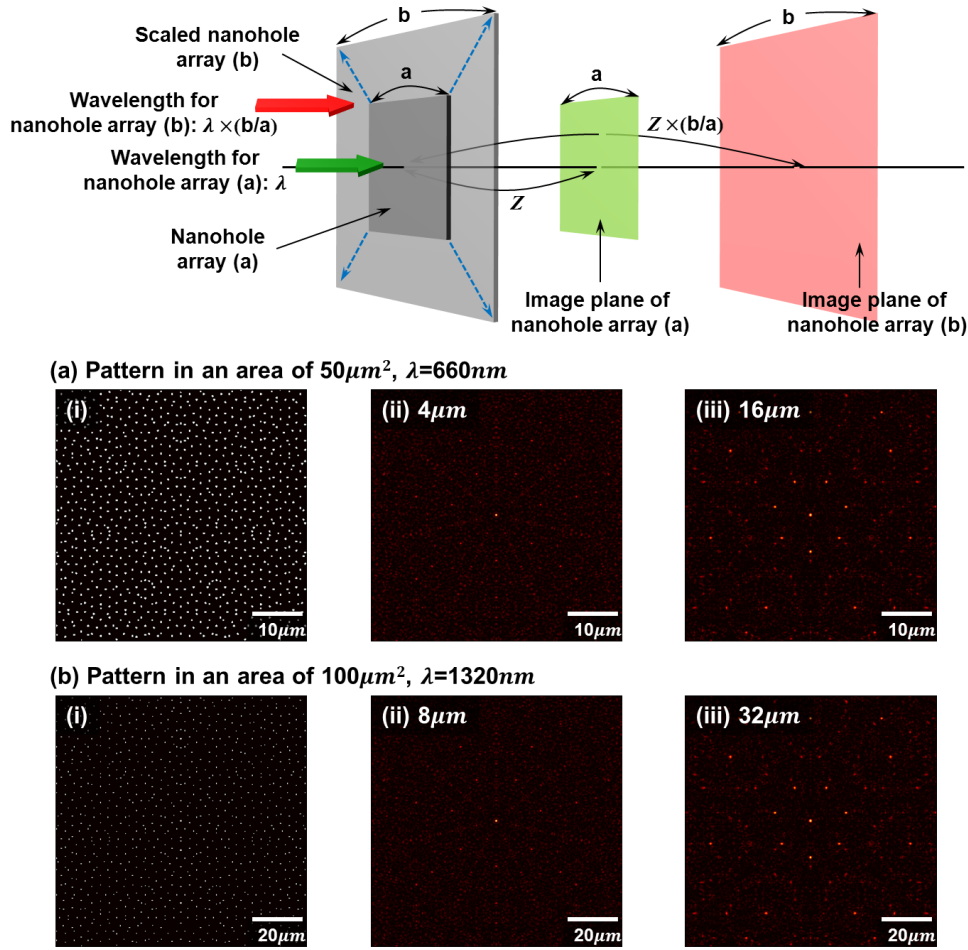 b
Scaled nanohole
array (b)
a
Wavelength for
nanohole array (b): λ ×(b/a)
Wavelength for
nanohole array (a): λ
Nanohole
array (a)
a
Z×(b/a)
Z
Image plane of
nanohole array (a)
b
Image plane of
nanohole array (b)
(a) Pattern in an area of 50μm², λ=660nm
(i)
10μm
(ii) 4μm
10μm
(iii) 16μm
10μm
(b) Pattern in an area of 100μm², λ=1320nm
(i)
20μm
(ii) 8μm
20μm
(iii) 32μm
20μm